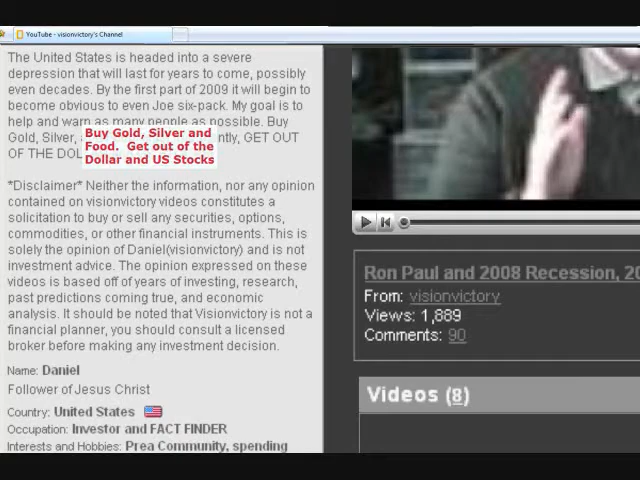 YouTube - visionvictory's Channel
The United States is headed into a severe
depression that will last for years to come, possibly
even decades. By the first part of 2009 it will begin to
become obvious to even Joe six-pack. My goal is to
help and warn as many people as possible. Buy
Gold, Silver, ntly, GET OUT
OF THE DOL
Buy Gold, Silver and
Food. Get out of the
Dollar and US Stocks
*Disclaimer* Neither the information, nor any opinion
contained on visionvictory videos constitutes a
solicitation to buy or sell any securities, options,
commodities, or other financial instruments. This is
solely the opinion of Daniel(visionvictory) and is not
investment advice. The opinion expressed on these
videos is based off of years of investing, research,
past predictions coming true, and economic
analysis. It should be noted that Visionvictory is not a
financial planner, you should consult a licensed
broker before making any investment decision.
Name: Daniel
Follower of Jesus Christ
Country: United States
Occupation: Investor and FACT FINDER
Interests and Hobbies: Prea Community, spending
Ron Paul and 2008 Recession, 20
From: visionvictory
Views: 1,889
Comments: 90
Videos (8)